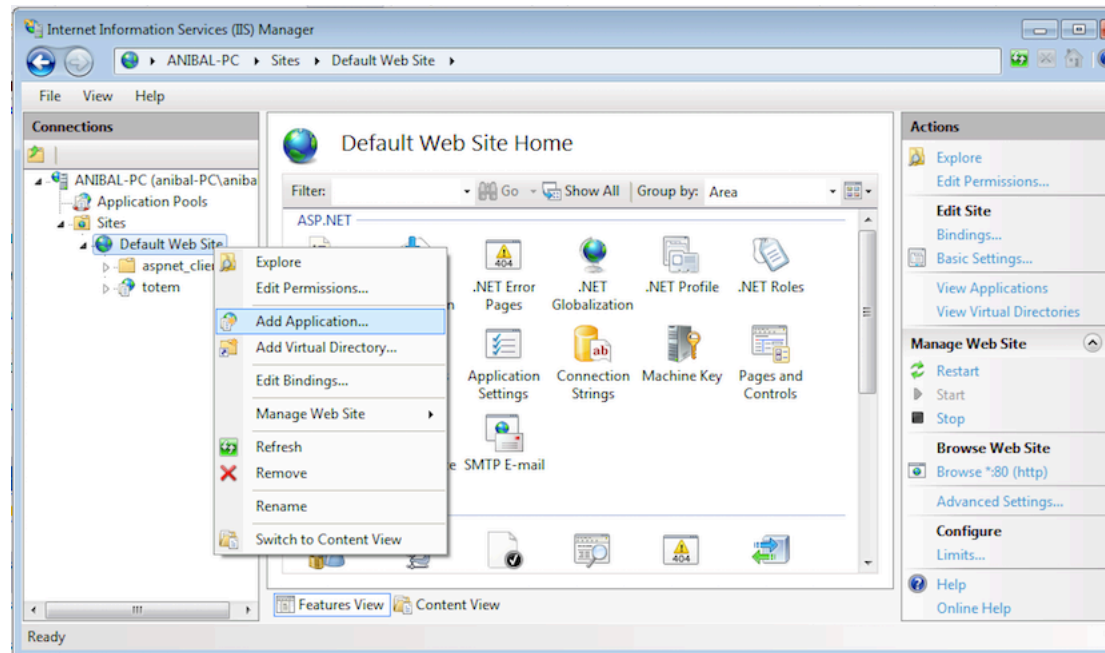 Internet Information Services (IIS) Manager
ANIBAL-PC Sites Default Web Site
File View Help
Connections
ANIBAL-PC (anibal-PC\aniba
Application Pools
Sites
Default Web Site
aspnet_clie
totem
Explore
Edit Permissions...
Add Application...
Add Virtual Directory...
Edit Bindings...
Manage Web Site
Refresh
Remove
Rename
Switch to Content View
Default Web Site Home
Filter: Go Show All Group by: Area
ASP.NET
.NET Error Pages
.NET Globalization
.NET Profile
.NET Roles
Application Settings
Connection Strings
Machine Key
Pages and Controls
SMTP E-mail
404
ab
404
Features View Content View
Actions
Explore
Edit Permissions...
Edit Site
Bindings...
Basic Settings...
View Applications
View Virtual Directories
Manage Web Site
Restart
Start
Stop
Browse Web Site
Browse *:80 (http)
Advanced Settings...
Configure
Limits...
Help
Online Help
Ready